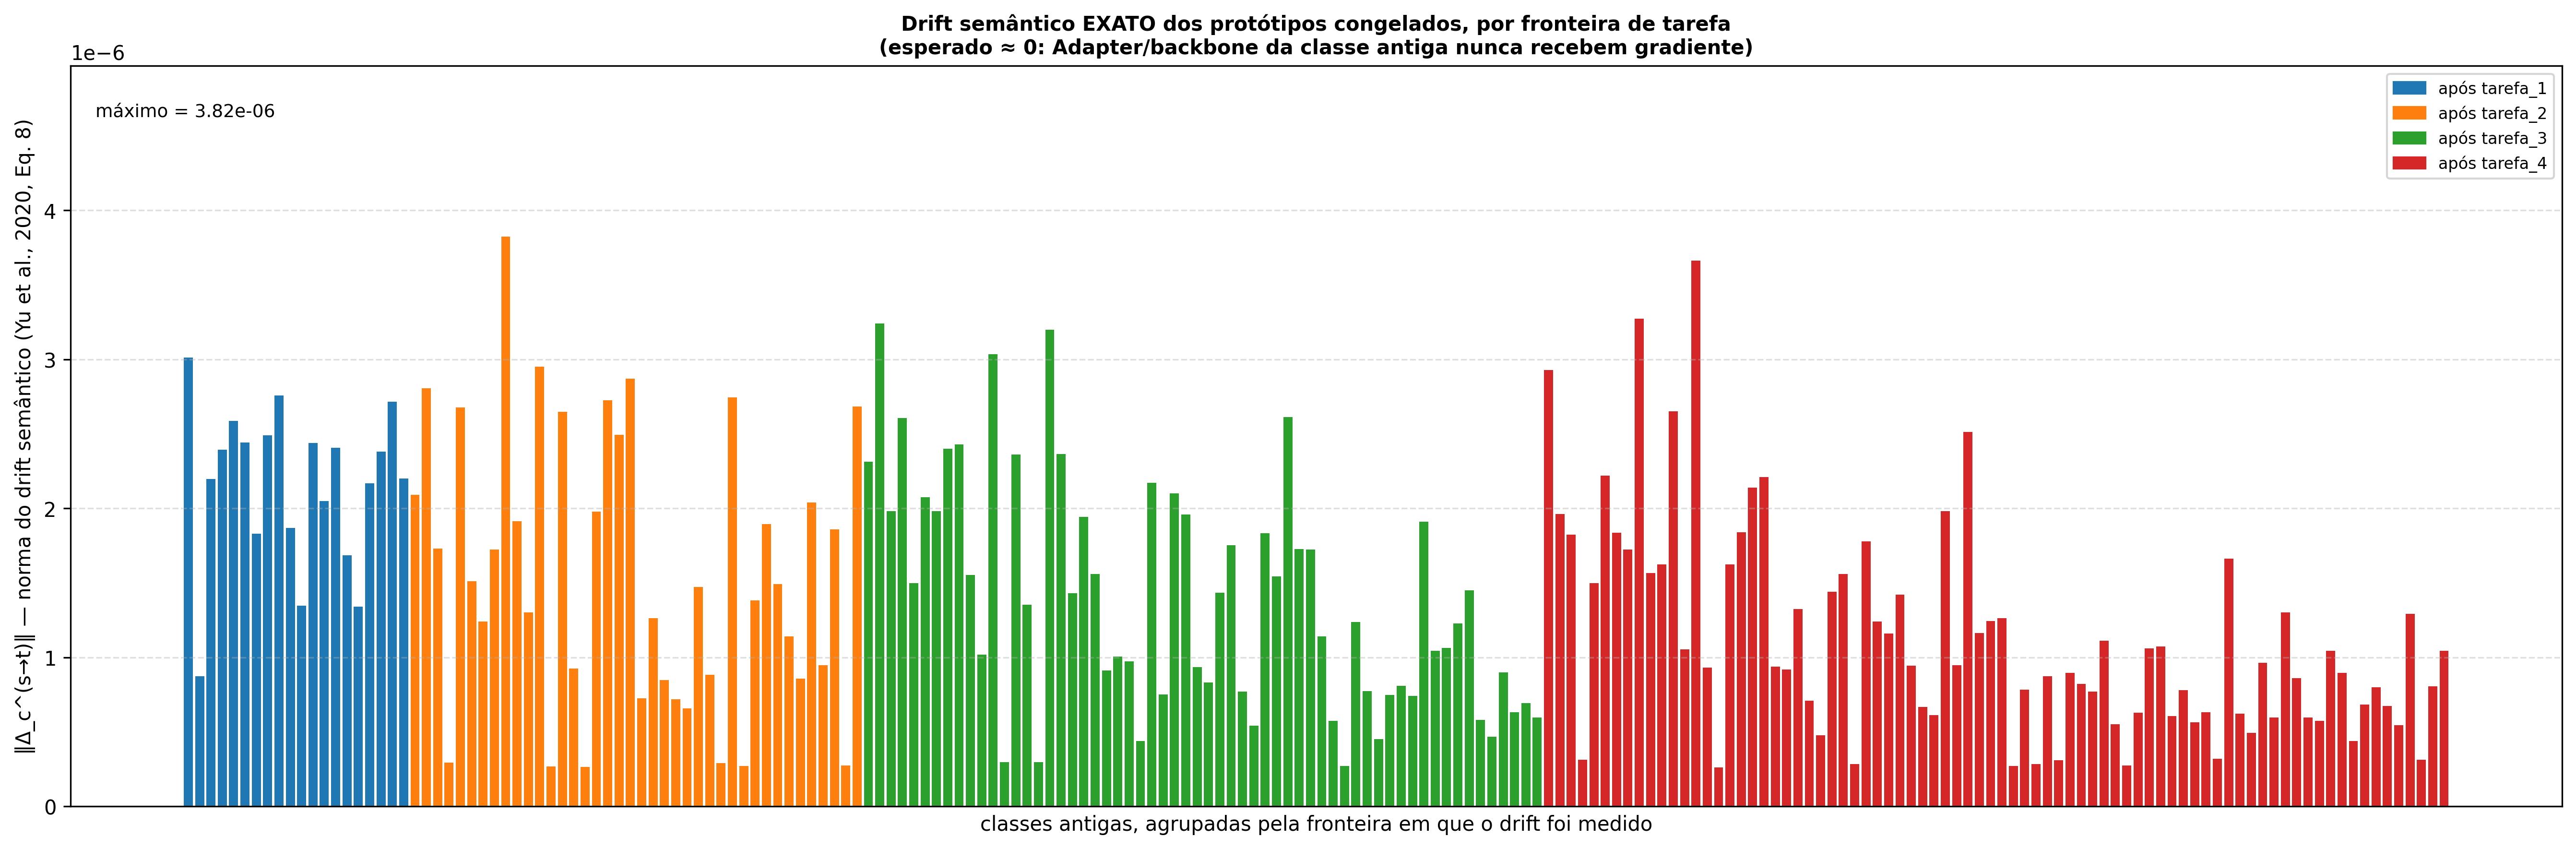 Drift semântico EXATO dos protótipos congelados, por fronteira de tarefa
(esperado ≈ 0: Adapter/backbone da classe antiga nunca recebem gradiente)
1e−6
máximo = 3.82e-06
após tarefa_1
após tarefa_2
após tarefa_3
após tarefa_4
‖Δ_c^(s→t)‖ — norma do drift semântico (Yu et al., 2020, Eq. 8)
4
3
2
1
0
classes antigas, agrupadas pela fronteira em que o drift foi medido